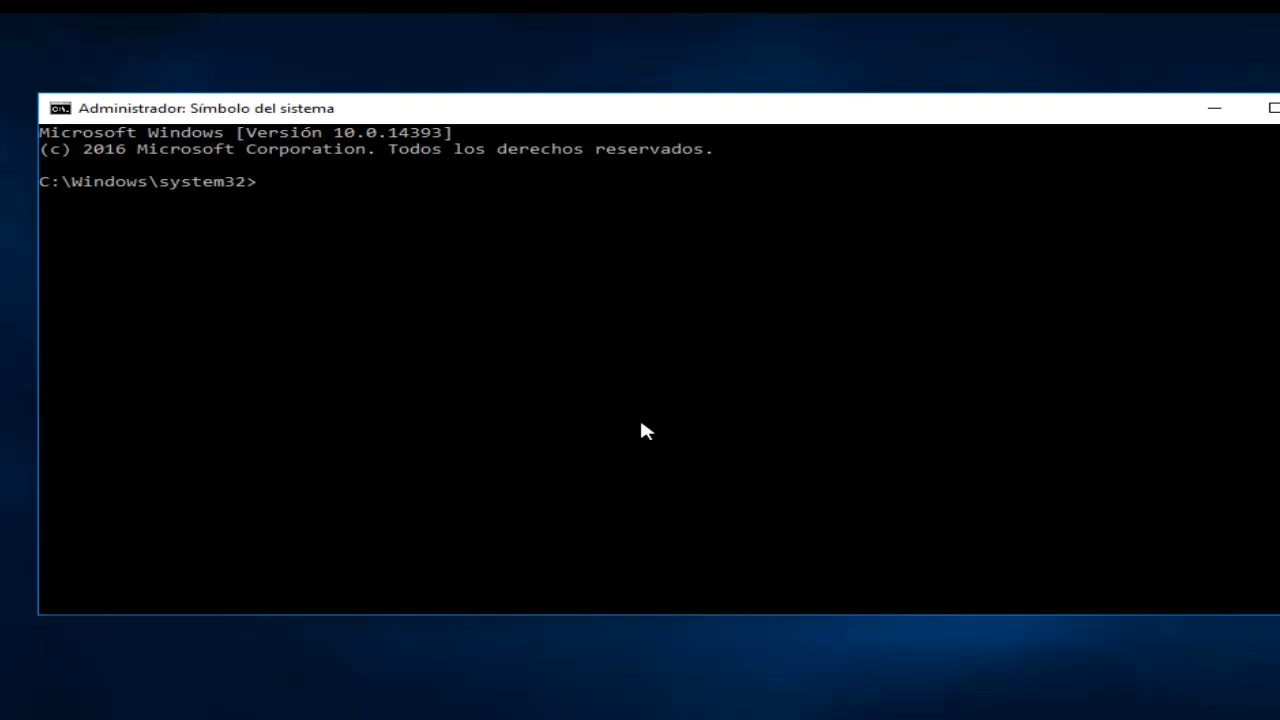 Administrador: Símbolo del sistema
Microsoft Windows [Versión 10.0.14393]
(c) 2016 Microsoft Corporation. Todos los derechos reservados.
C:\Windows\system32>